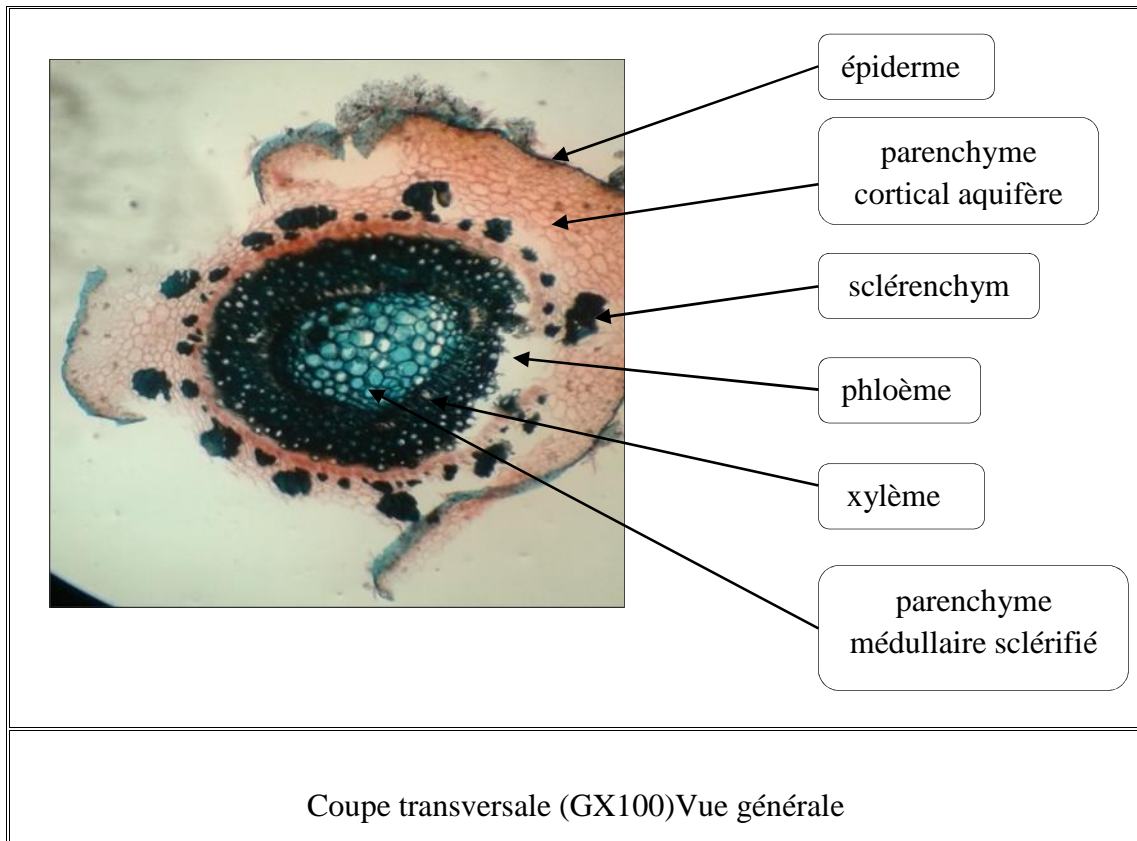 épiderme
parenchyme
cortical aquifère
sclérenchym
phloème
xylème
parenchyme
médullaire sclérifié
Coupe transversale (GX100)Vue générale